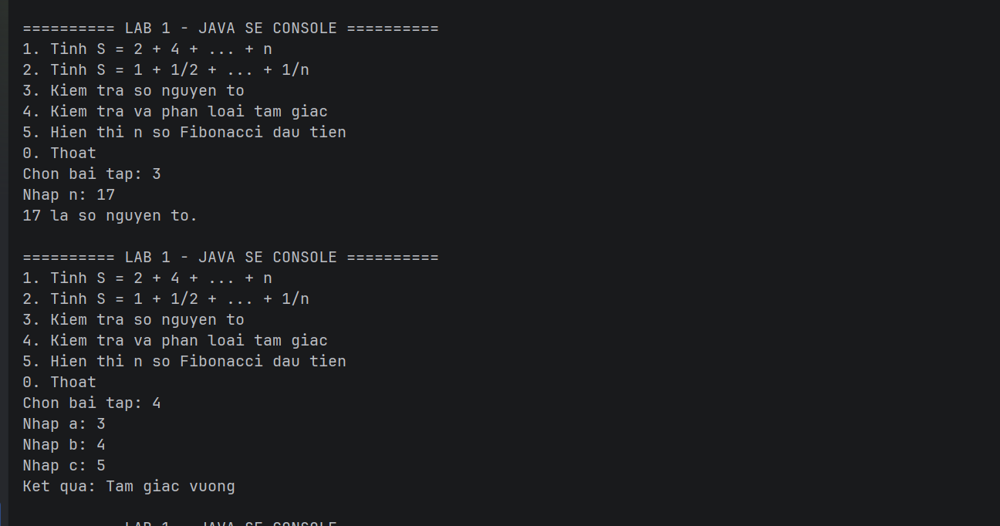 ========== LAB 1 - JAVA SE CONSOLE ==========
1. Tinh S = 2 + 4 + ... + n
2. Tinh S = 1 + 1/2 + ... + 1/n
3. Kiem tra so nguyen to
4. Kiem tra va phan loai tam giac
5. Hien thi n so Fibonacci dau tien
0. Thoat
Chon bai tap: 3
Nhap n: 17
17 la so nguyen to.
========== LAB 1 - JAVA SE CONSOLE ==========
1. Tinh S = 2 + 4 + ... + n
2. Tinh S = 1 + 1/2 + ... + 1/n
3. Kiem tra so nguyen to
4. Kiem tra va phan loai tam giac
5. Hien thi n so Fibonacci dau tien
0. Thoat
Chon bai tap: 4
Nhap a: 3
Nhap b: 4
Nhap c: 5
Ket qua: Tam giac vuong
LAB 1 - JAVA SE CONSOLE